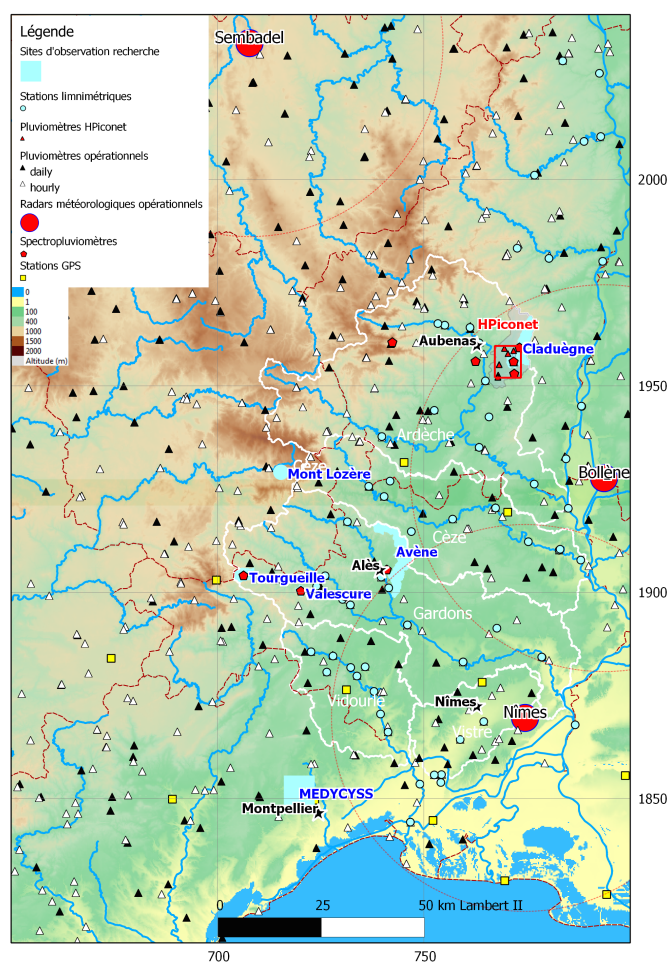 Légende
Sites d'observation recherche
Stations limnimétriques
Pluviomètres HPiconet
Pluviomètres opérationnels
daily
hourly
Radars météorologiques opérationnels
Spectropluviomètres
Stations GPS
0
1
100
400
1000
1500
2000
Altitude (m)
Sembadel
2000
HPiconet
Aubenas
Claduègne
1950
Ardèche
Mont Lozère
Bollène
Cèze
Avène
Alès
Tourgueille
Valescure
1900
Gardons
Vidourle
Nîmes
Nîmes
Vistre
MEDYCYSS
Montpellier
1850
0 25 50 km Lambert II
700 750